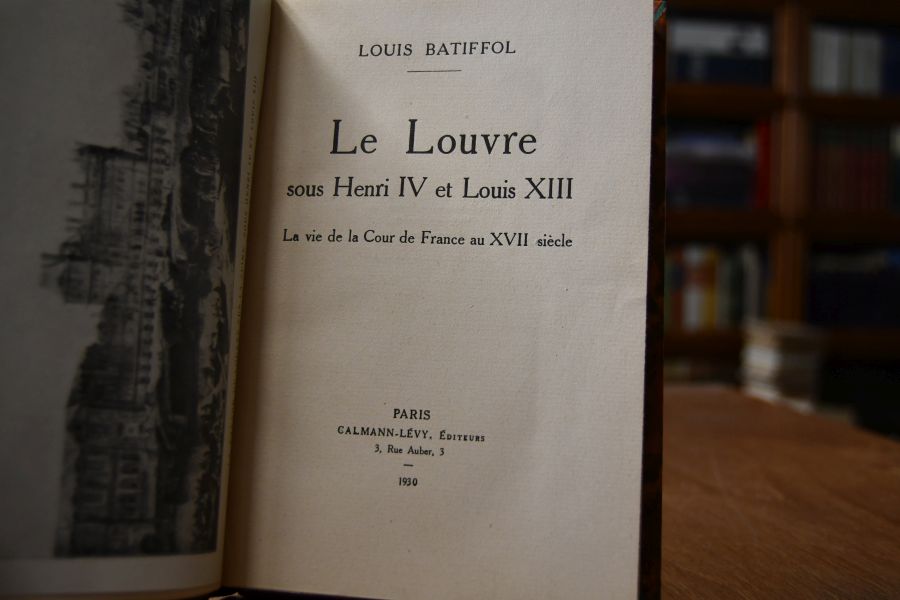 LOUIS BATIFFOL
Le Louvre
sous Henri IV et Louis XIII
La vie de la Cour de France au XVII siècle
PARIS
CALMANN-LÉVY, ÉDITEURS
3, Rue Auber, 3
1930